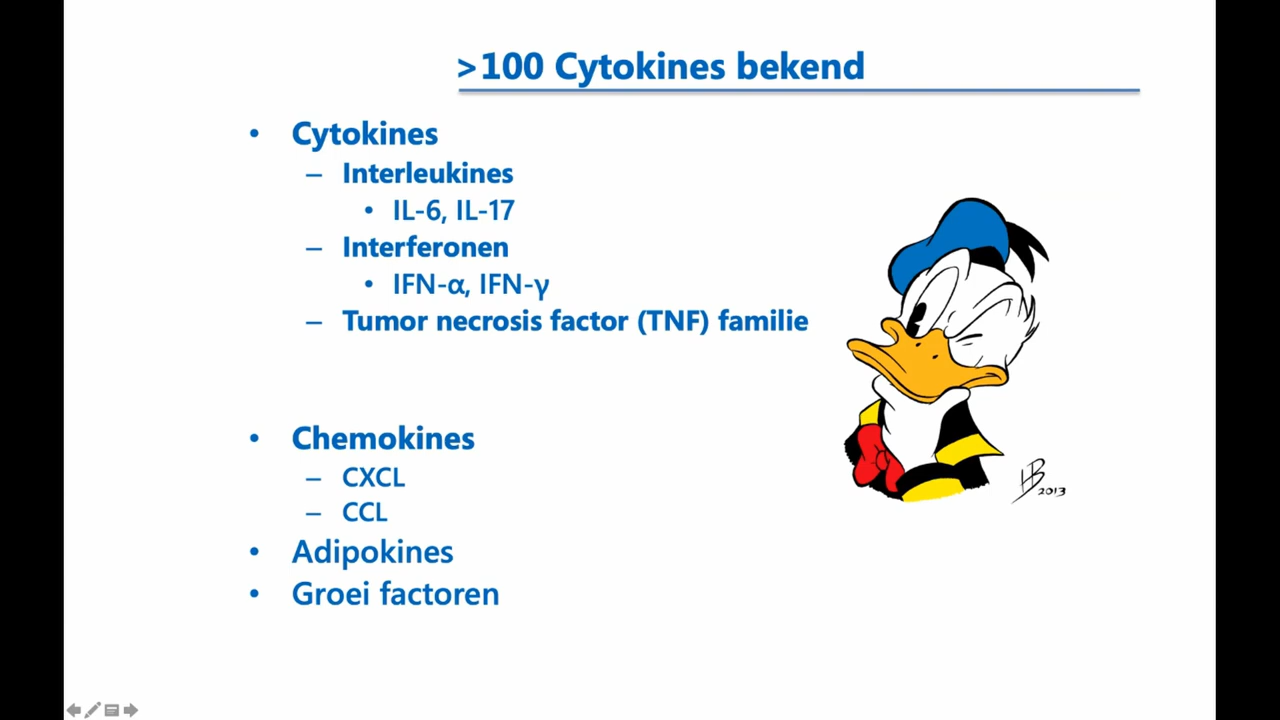 >100 Cytokines bekend
• Cytokines
– Interleukines
• IL-6, IL-17
– Interferonen
• IFN-α, IFN-γ
– Tumor necrosis factor (TNF) familie
• Chemokines
– CXCL
– CCL
• Adipokines
• Groei factoren
HB
2013